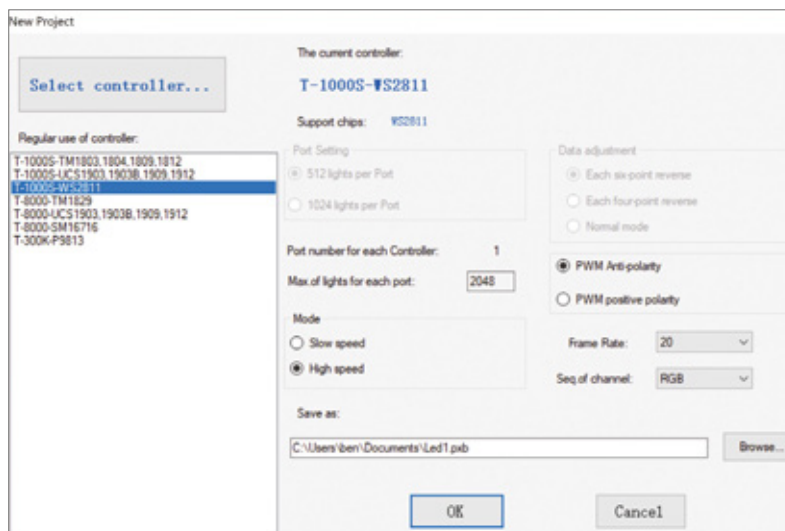 New Project
Select controller...
Regular use of controller:
T-1000S-TM1803,1804,1809,1812
T-1000S-UCS1903,1903B,1909,1912
T-1000S-WS2811
T-8000-TM1829
T-8000-UCS1903,1903B,1909,1912
T-8000-SM16716
T-300K-P9813
The current controller:
T-1000S-WS2811
Support chips: WS2811
Port Setting
512 lights per Port
1024 lights per Port
Data adjustment
Each six-point reverse
Each four-point reverse
Normal mode
Port number for each Controller: 1
Max.of lights for each port: 2048
PWM Anti-polarity
PWM positive polarity
Mode
Slow speed
High speed
Frame Rate: 20
Seq.of channel: RGB
Save as:
C:\Users\ben\Documents\Led1.pxb
Browse...
OK
Cancel